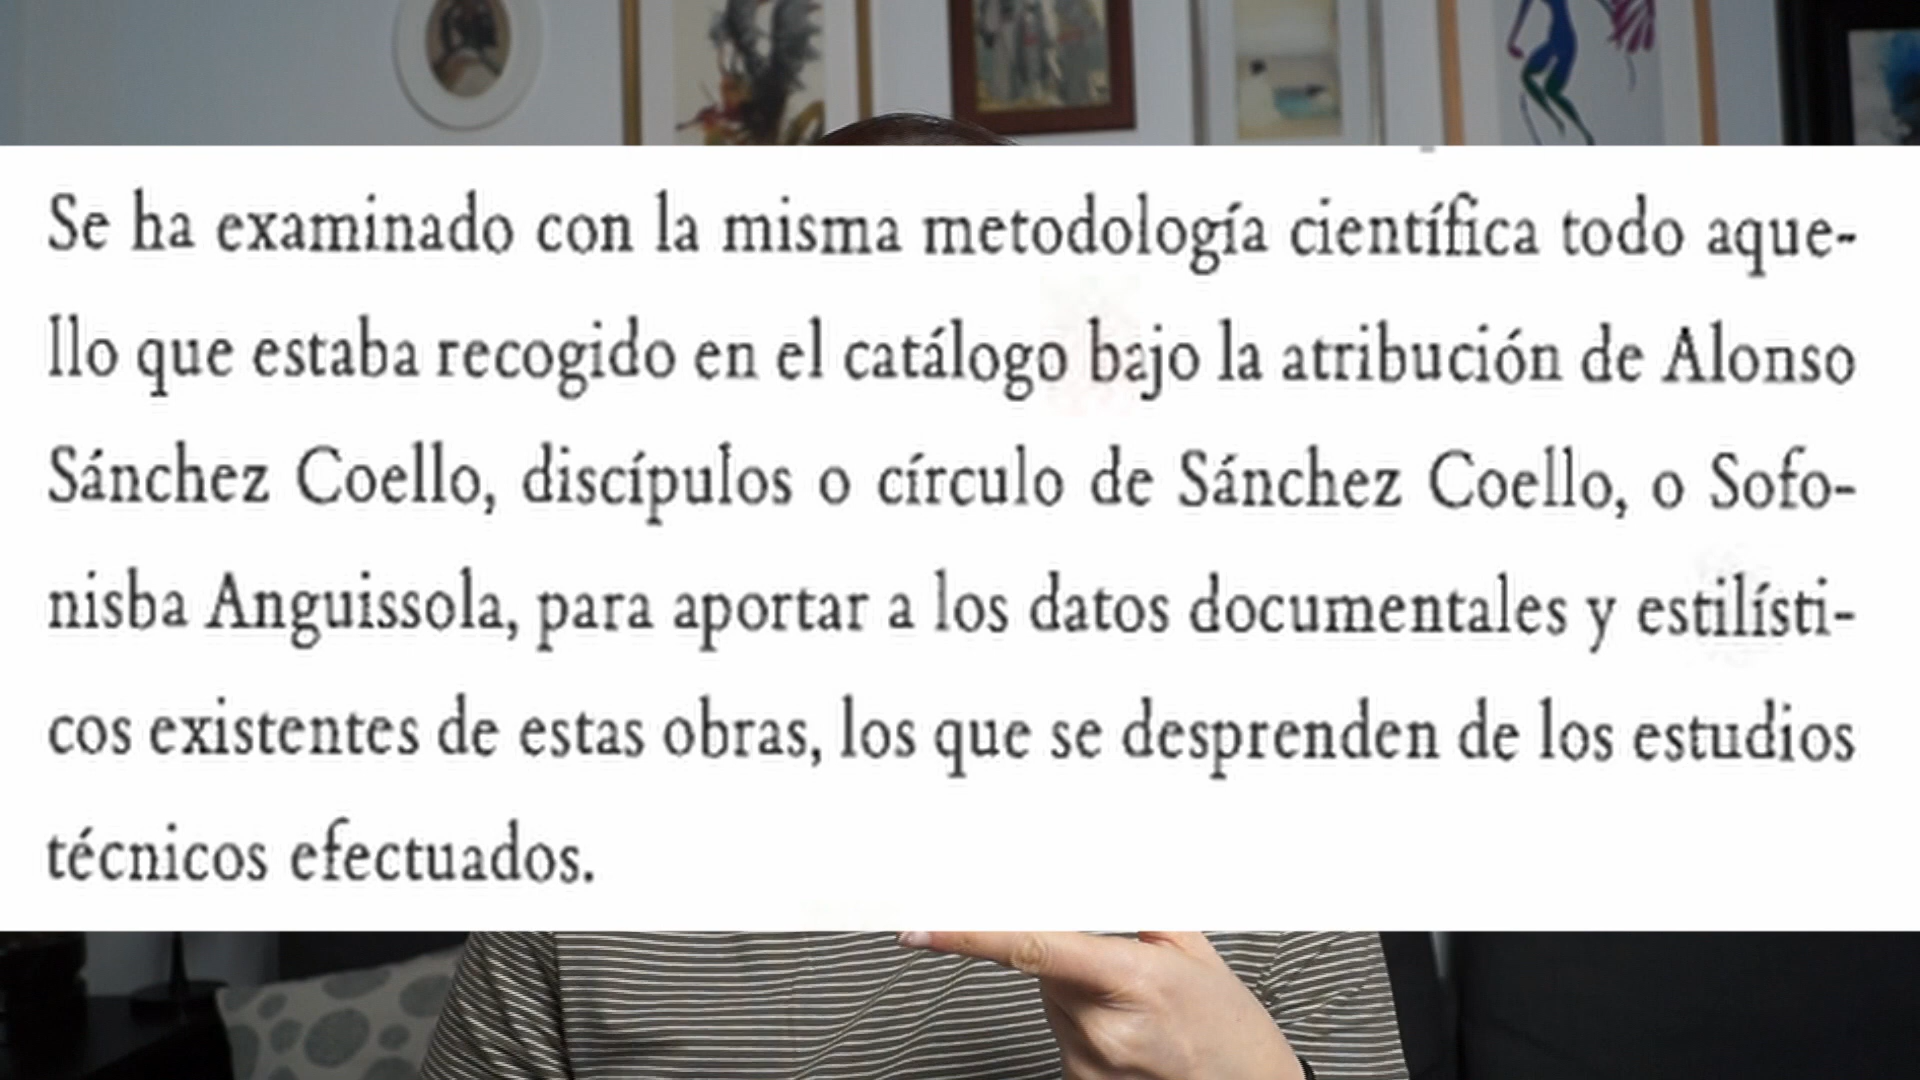 Se ha examinado con la misma metodología científica todo aque-
llo que estaba recogido en el catálogo bajo la atribución de Alonso
Sánchez Coello, discípulos o círculo de Sánchez Coello, o Sofo-
nisba Anguissola, para aportar a los datos documentales y estilísti-
cos existentes de estas obras, los que se desprenden de los estudios
técnicos efectuados.